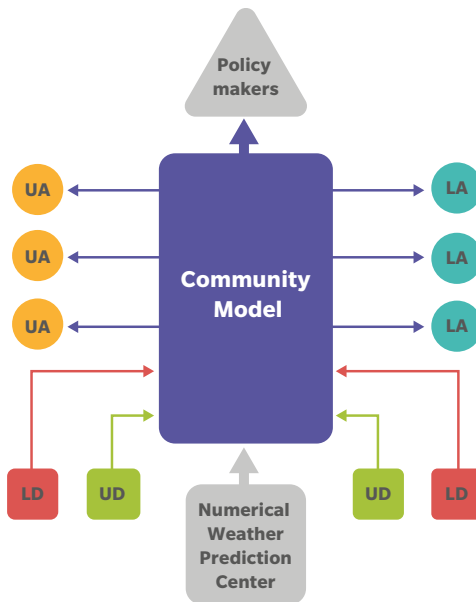 Policy
makers
UA
LA
UA
LA
Community
Model
UA
LA
LD
UD
UD
LD
Numerical
Weather
Prediction
Center